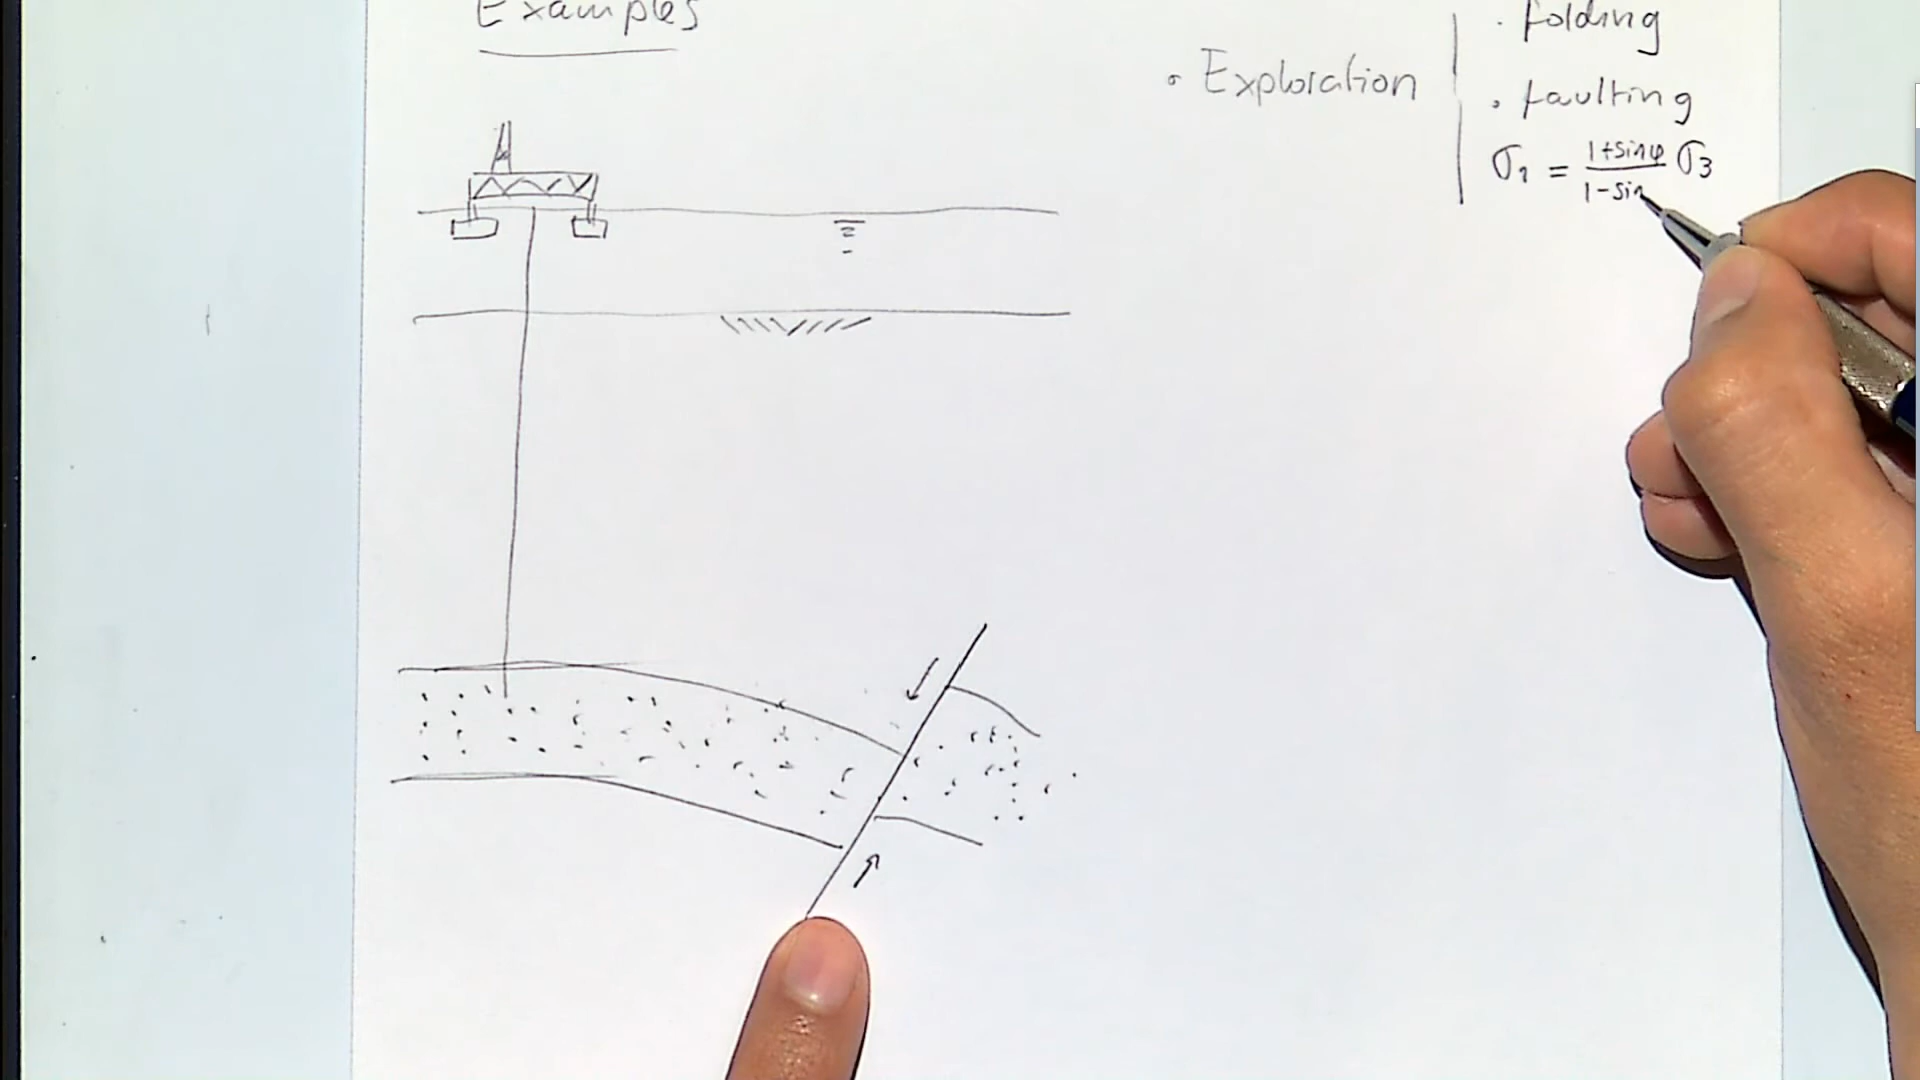 Examples
· folding
∘ Exploration
· faulting
σ₁ = (1+sinφ)/(1-sin) σ₃